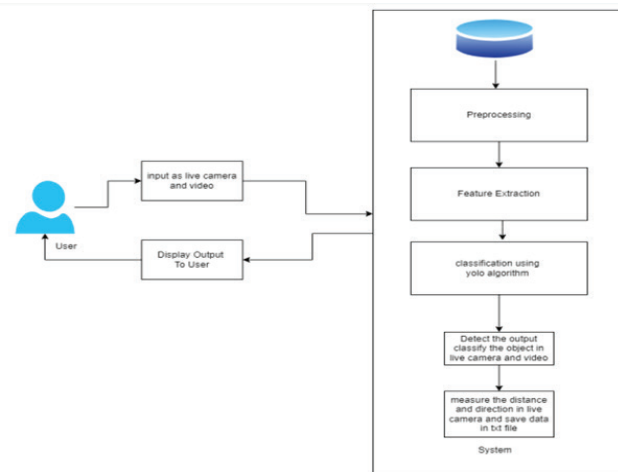 Preprocessing
input as live camera
and video
Feature Extraction
User
Display Output
To User
classification using
yolo algorithm
Detect the output
classify the object in
live camera and video
measure the distance
and direction in live
camera and save data
in txt file
System